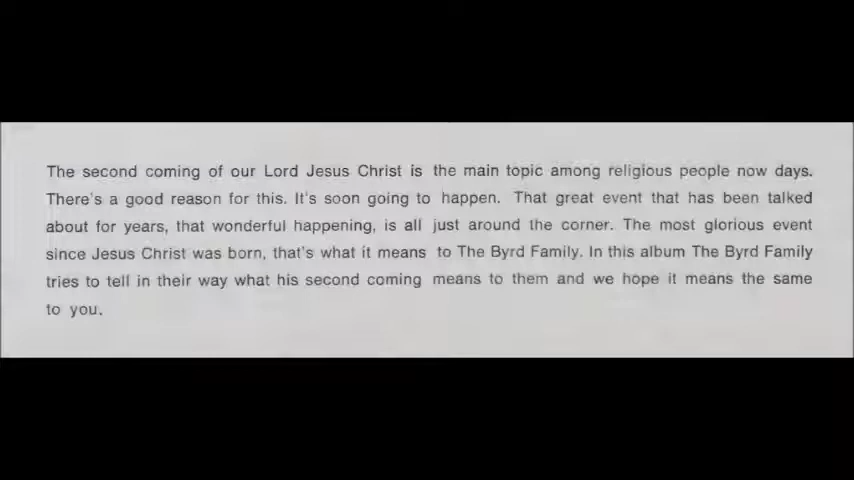 The second coming of our Lord Jesus Christ is the main topic among religious people now days.
There's a good reason for this. It's soon going to happen. That great event that has been talked
about for years, that wonderful happening, is all just around the corner. The most glorious event
since Jesus Christ was born, that's what it means to The Byrd Family. In this album The Byrd Family
tries to tell in their way what his second coming means to them and we hope it means the same
to you.